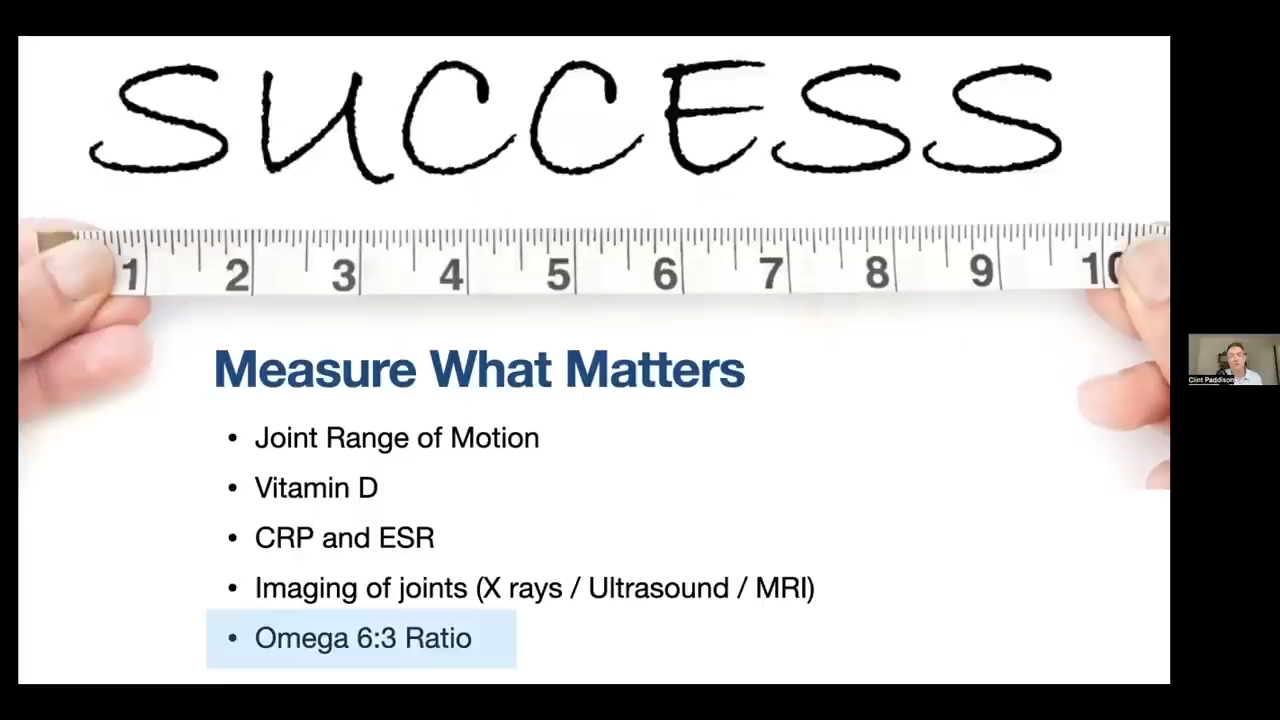 SUCCESS
1 2 3 4 5 6 7 8 9 10
Measure What Matters
• Joint Range of Motion
• Vitamin D
• CRP and ESR
• Imaging of joints (X rays / Ultrasound / MRI)
• Omega 6:3 Ratio
Clint Paddison